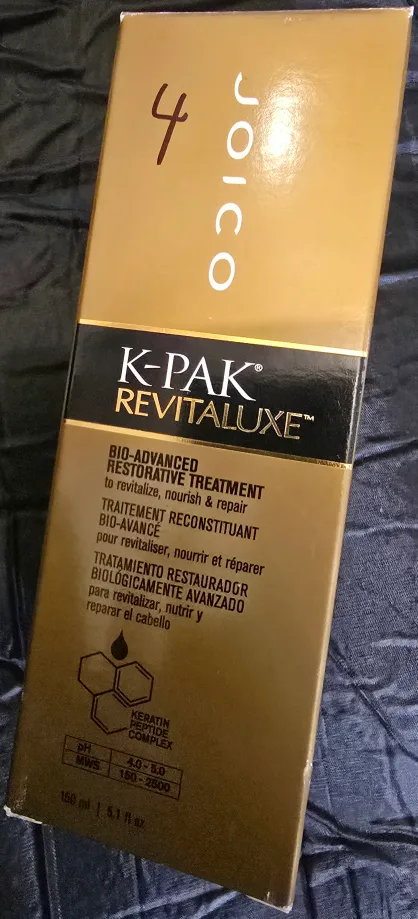 4
JOICO
K-PAK®
REVITALUXE™
BIO-ADVANCED
RESTORATIVE TREATMENT
to revitalize, nourish & repair
TRAITEMENT RECONSTITUANT
BIO-AVANCÉ
pour revitaliser, nourrir et réparer
TRATAMIENTO RESTAURADOR
BIOLÓGICAMENTE AVANZADO
para revitalizar, nutrir y
reparar el cabello
KERATIN
PEPTIDE
COMPLEX
pH 4.0 - 5.0
MWS 150 - 2500
150 ml | 5.1 fl oz